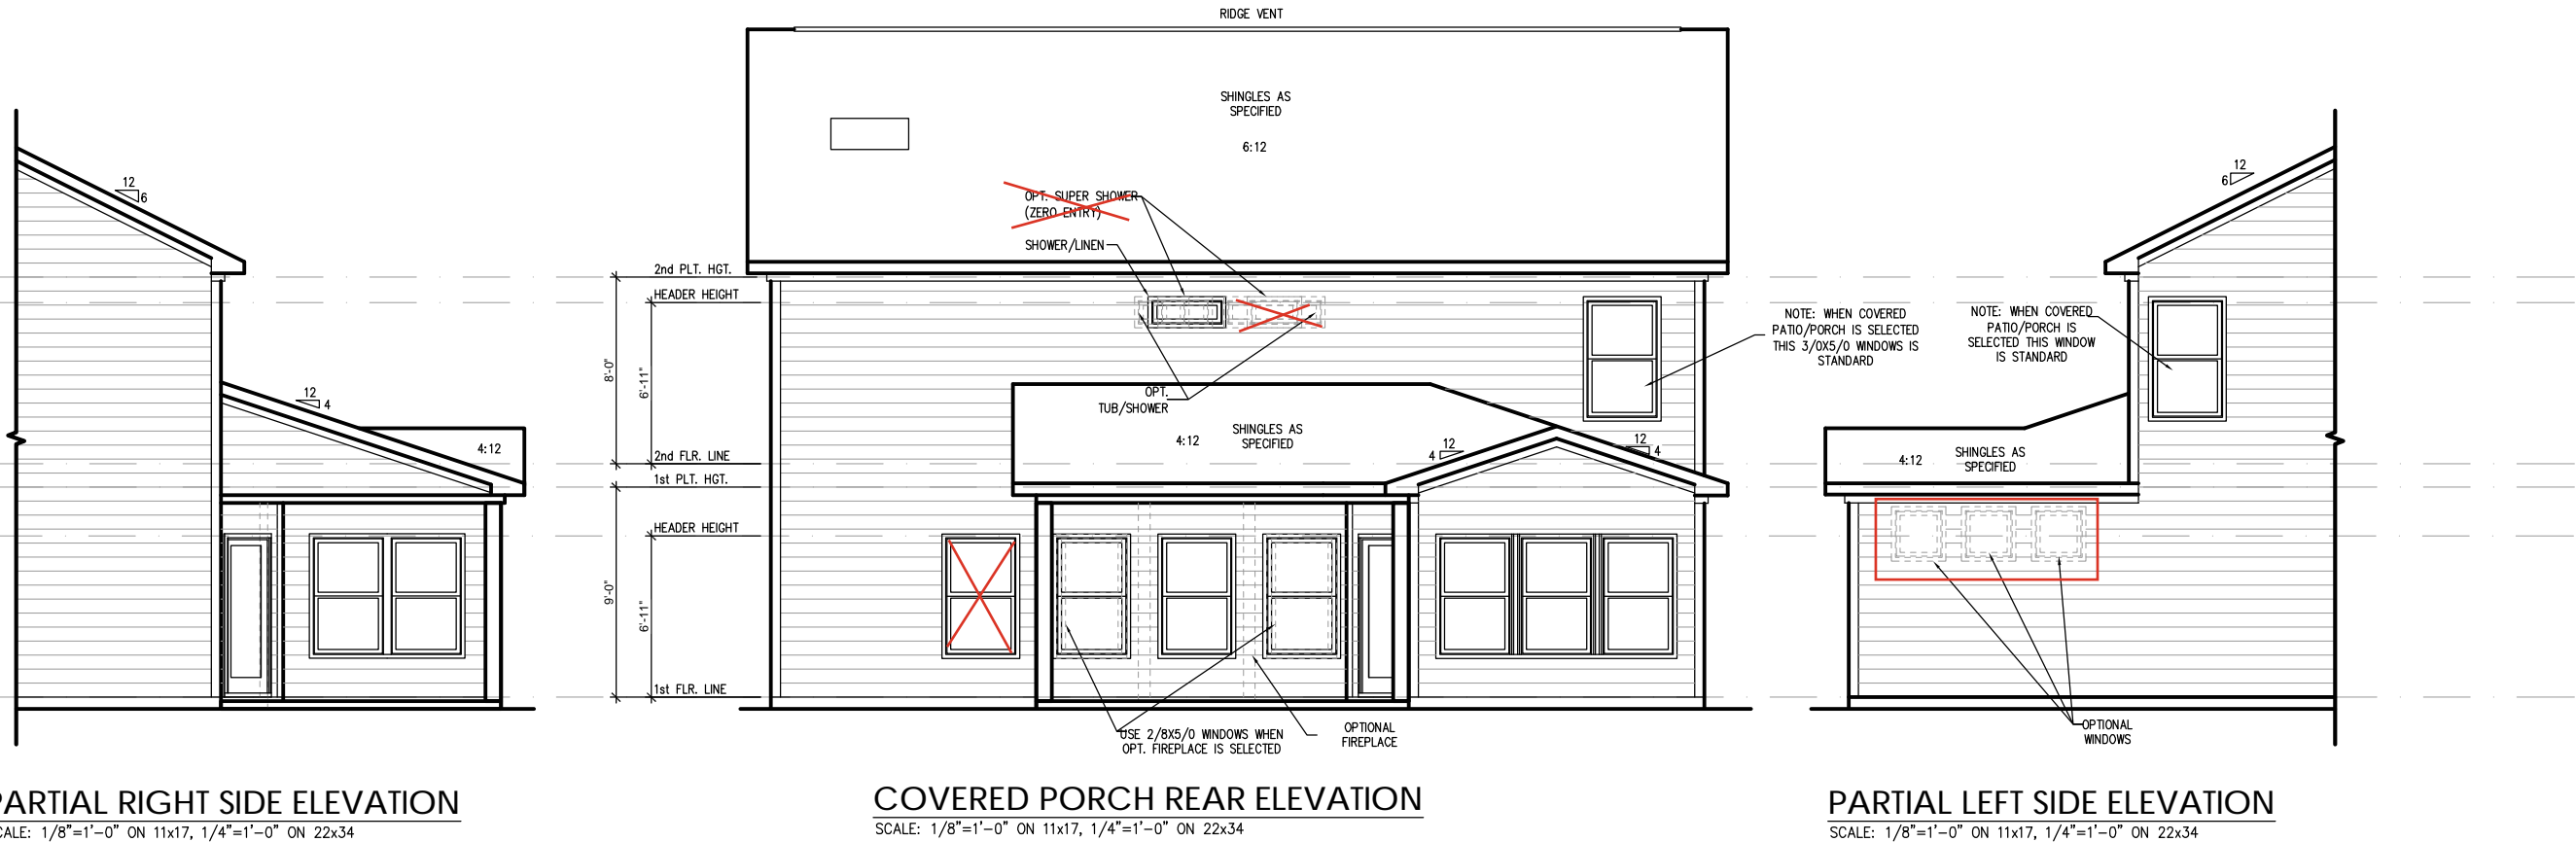 RIDGE VENT
SHINGLES AS
SPECIFIED
6:12
12
6
OPT. SUPER SHOWER
(ZERO ENTRY)
SHOWER/LINEN
2nd PLT. HGT.
HEADER HEIGHT
8'-0"
6'-11"
2nd FLR. LINE
1st PLT. HGT.
HEADER HEIGHT
9'-0"
6'-11"
1st FLR. LINE
12
4
4:12
OPT.
TUB/SHOWER
4:12
SHINGLES AS
SPECIFIED
12
4
12
4
NOTE: WHEN COVERED
PATIO/PORCH IS SELECTED
THIS 3/0X5/0 WINDOWS IS
STANDARD
NOTE: WHEN COVERED
PATIO/PORCH IS
SELECTED THIS WINDOW
IS STANDARD
12
6
4:12
SHINGLES AS
SPECIFIED
USE 2/8X5/0 WINDOWS WHEN
OPT. FIREPLACE IS SELECTED
OPTIONAL
FIREPLACE
OPTIONAL
WINDOWS
PARTIAL RIGHT SIDE ELEVATION
SCALE: 1/8"=1'-0" ON 11x17, 1/4"=1'-0" ON 22x34
COVERED PORCH REAR ELEVATION
SCALE: 1/8"=1'-0" ON 11x17, 1/4"=1'-0" ON 22x34
PARTIAL LEFT SIDE ELEVATION
SCALE: 1/8"=1'-0" ON 11x17, 1/4"=1'-0" ON 22x34